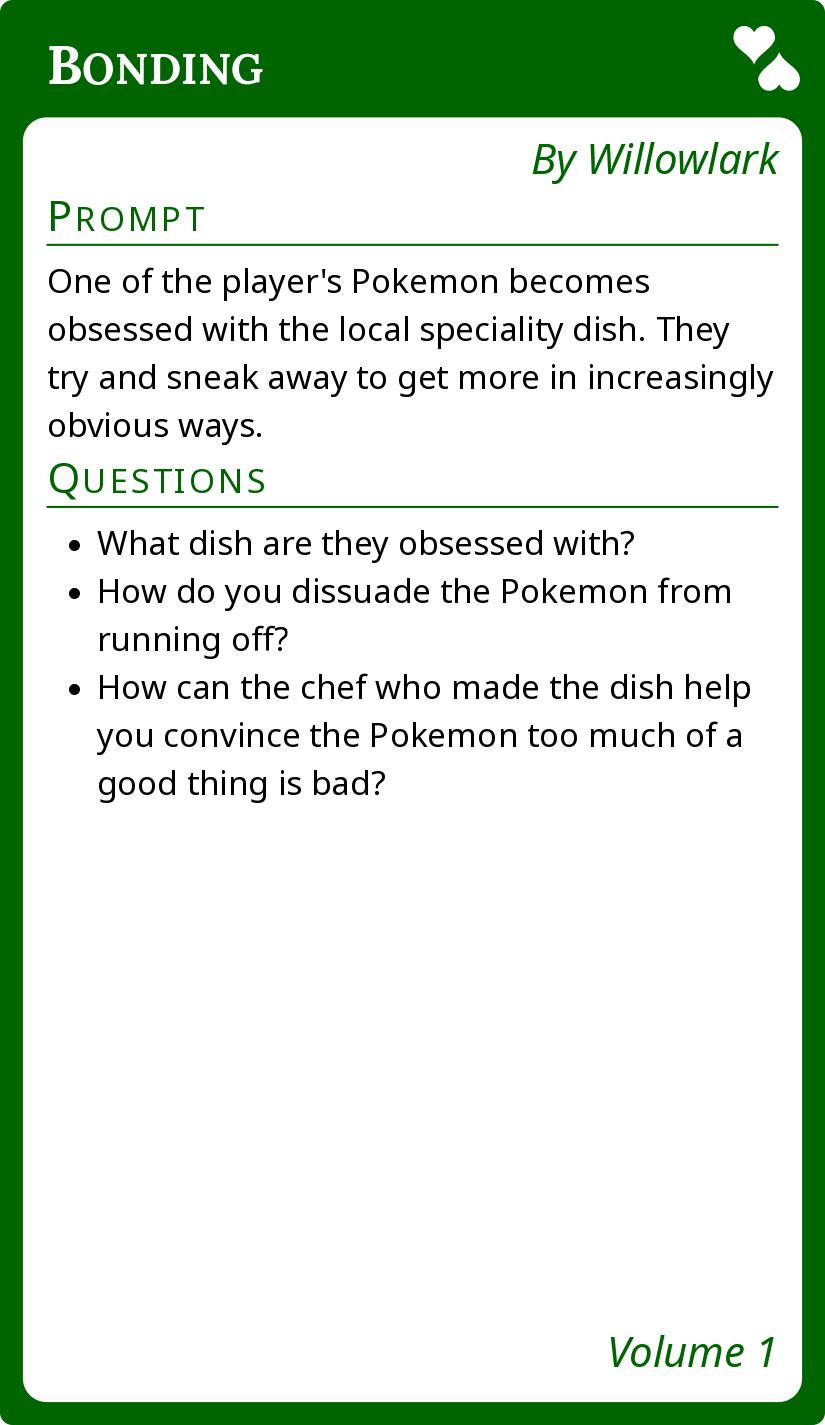 Bonding
By Willowlark
Prompt
One of the player's Pokemon becomes
obsessed with the local speciality dish. They
try and sneak away to get more in increasingly
obvious ways.
Questions
• What dish are they obsessed with?
• How do you dissuade the Pokemon from
running off?
• How can the chef who made the dish help
you convince the Pokemon too much of a
good thing is bad?
Volume 1